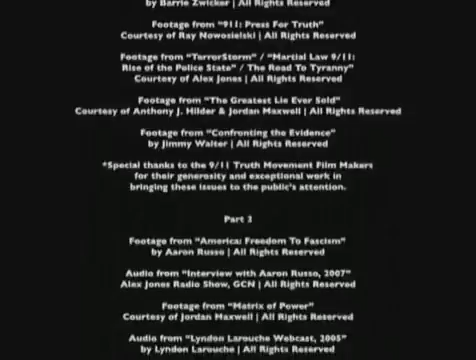 by Barrie Zwicker | All Rights Reserved
Footage from "911: Press For Truth"
Courtesy of Ray Nowosielski | All Rights Reserved
Footage from "TerrorStorm" / "Martial Law 9/11:
Rise of the Police State" / The Road To Tyranny"
Courtesy of Alex Jones | All Rights Reserved
Footage from "The Greatest Lie Ever Sold"
Courtesy of Anthony J. Hilder & Jordan Maxwell | All Rights Reserved
Footage from "Confronting the Evidence"
by Jimmy Walter | All Rights Reserved
*Special thanks to the 9/11 Truth Movement Film Makers
for their generosity and exceptional work in
bringing these issues to the public's attention.
Part 3
Footage from "America: Freedom To Fascism"
by Aaron Russo | All Rights Reserved
Audio from "Interview with Aaron Russo, 2007"
Alex Jones Radio Show, GCN | All Rights Reserved
Footage from "Matrix of Power"
Courtesy of Jordan Maxwell | All Rights Reserved
Audio from "Lyndon Larouche Webcast, 2005"
by Lyndon Larouche | All Rights Reserved